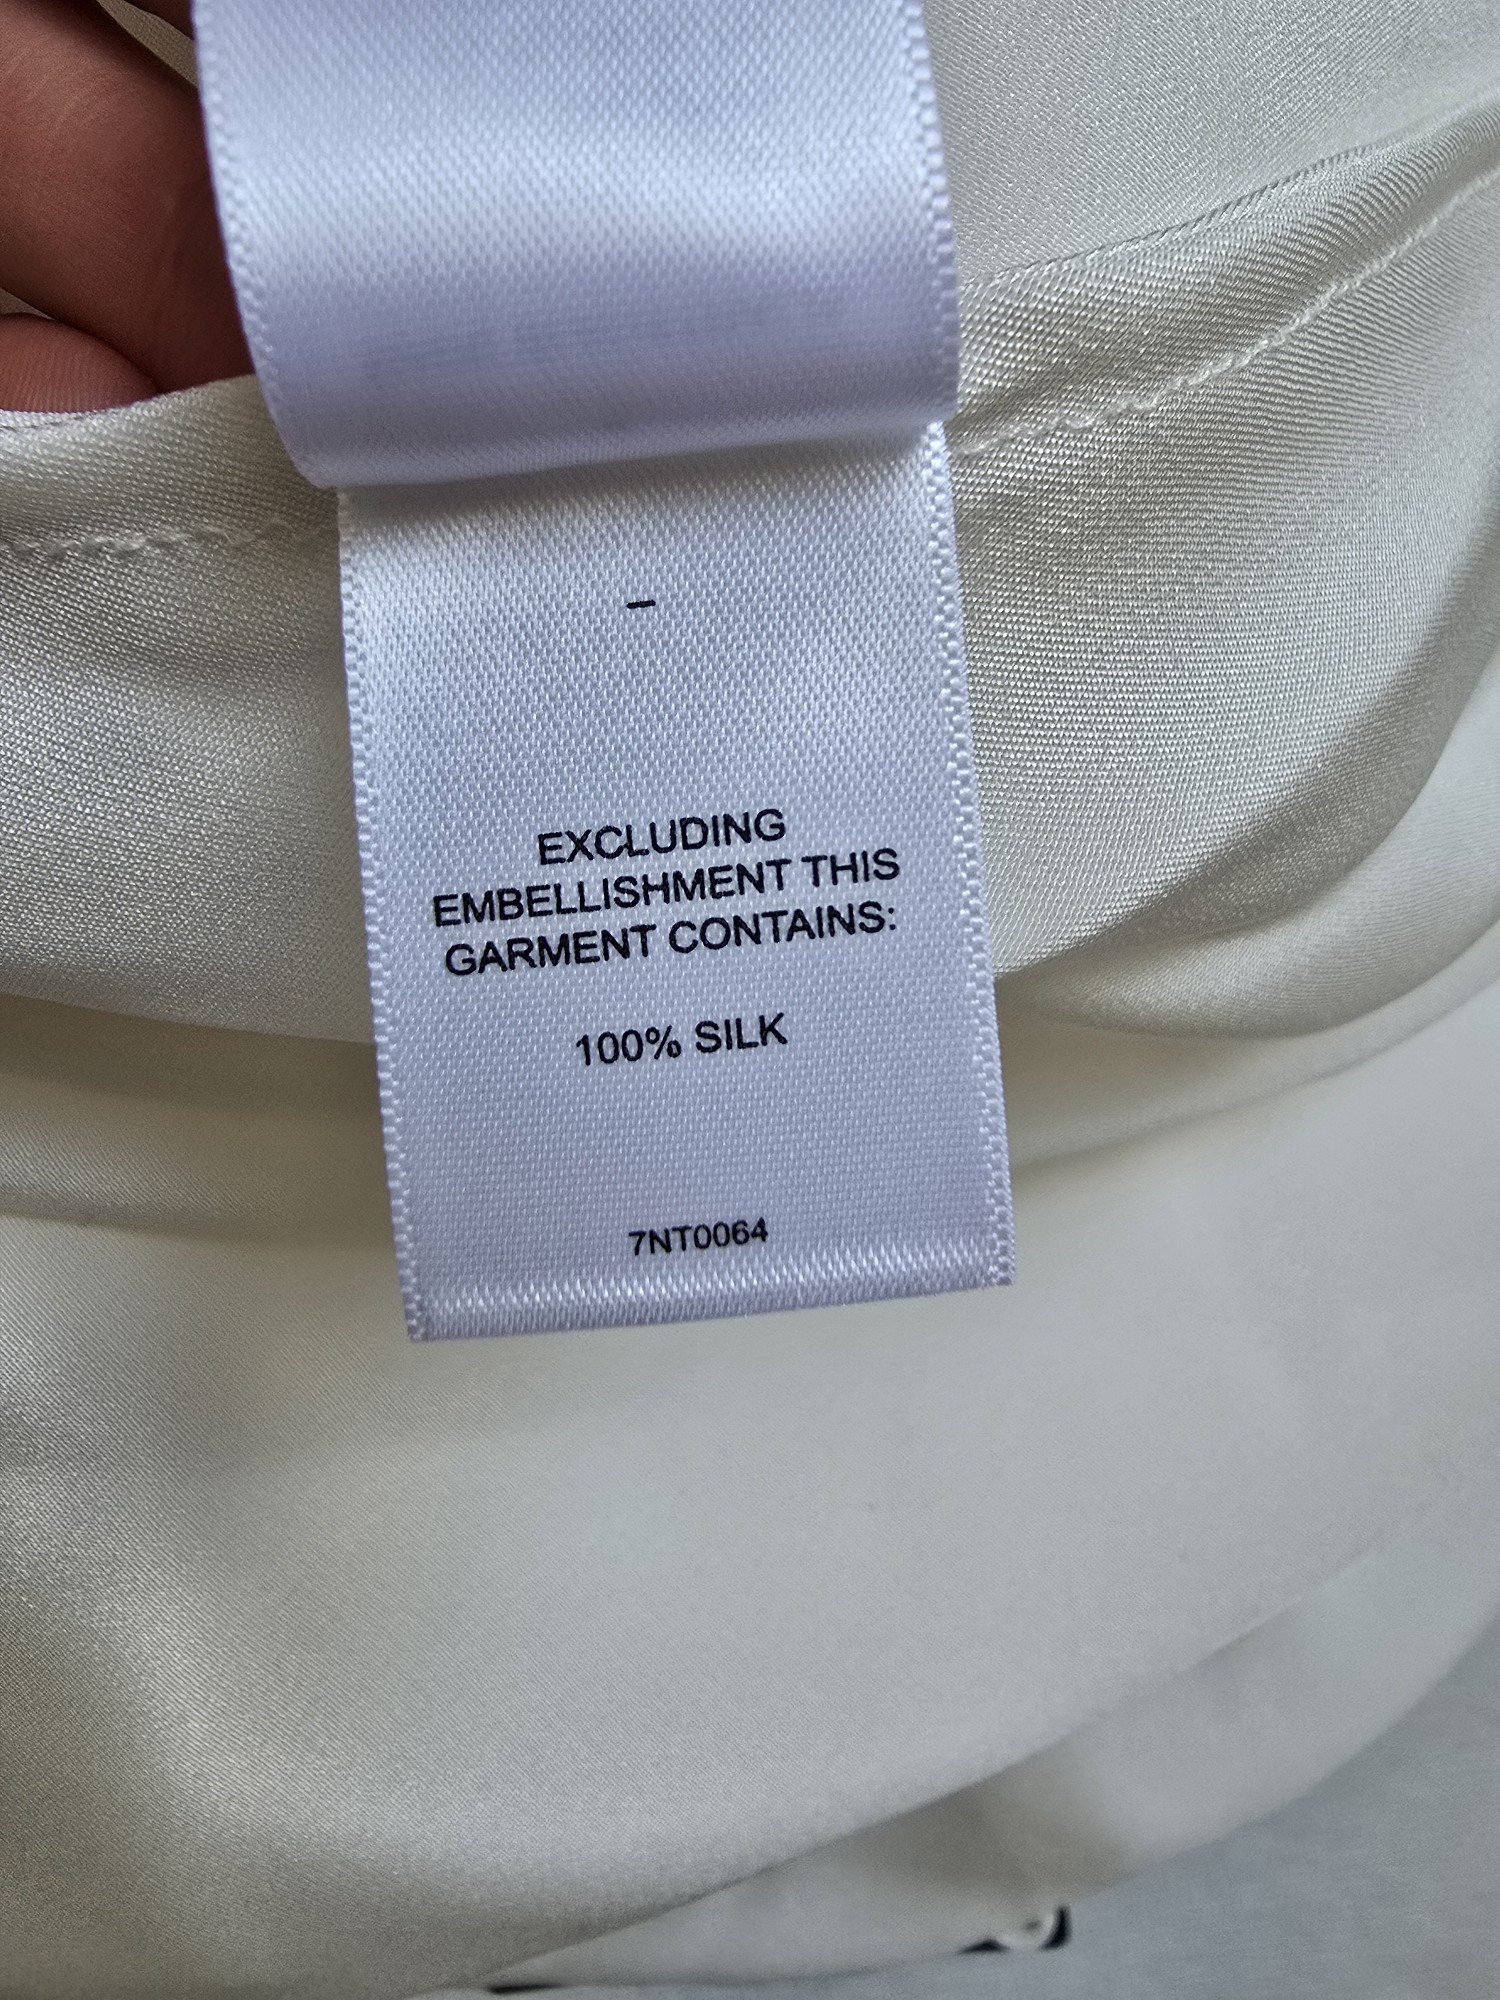 -
EXCLUDING
EMBELLISHMENT THIS
GARMENT CONTAINS:
100% SILK
7NT0064